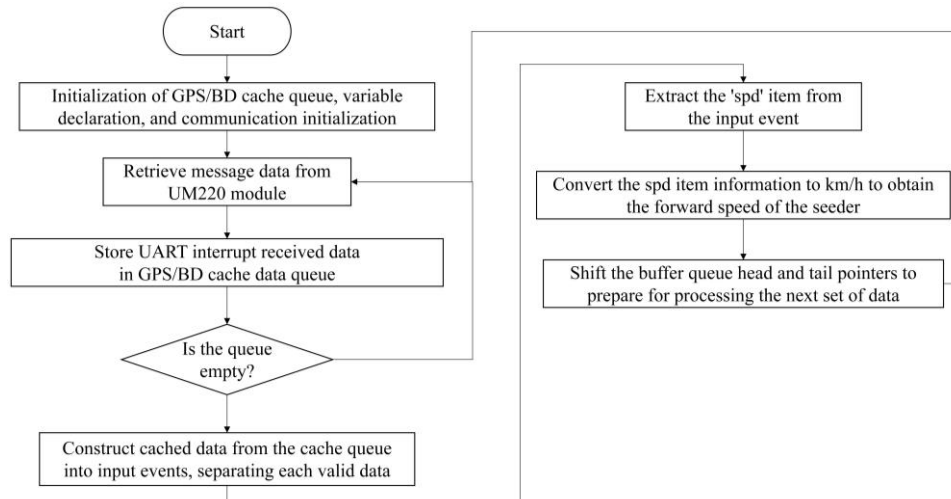 Start
Initialization of GPS/BD cache queue, variable
declaration, and communication initialization
Retrieve message data from
UM220 module
Store UART interrupt received data
in GPS/BD cache data queue
Is the queue
empty?
Construct cached data from the cache queue
into input events, separating each valid data
Extract the 'spd' item from
the input event
Convert the spd item information to km/h to obtain
the forward speed of the seeder
Shift the buffer queue head and tail pointers to
prepare for processing the next set of data